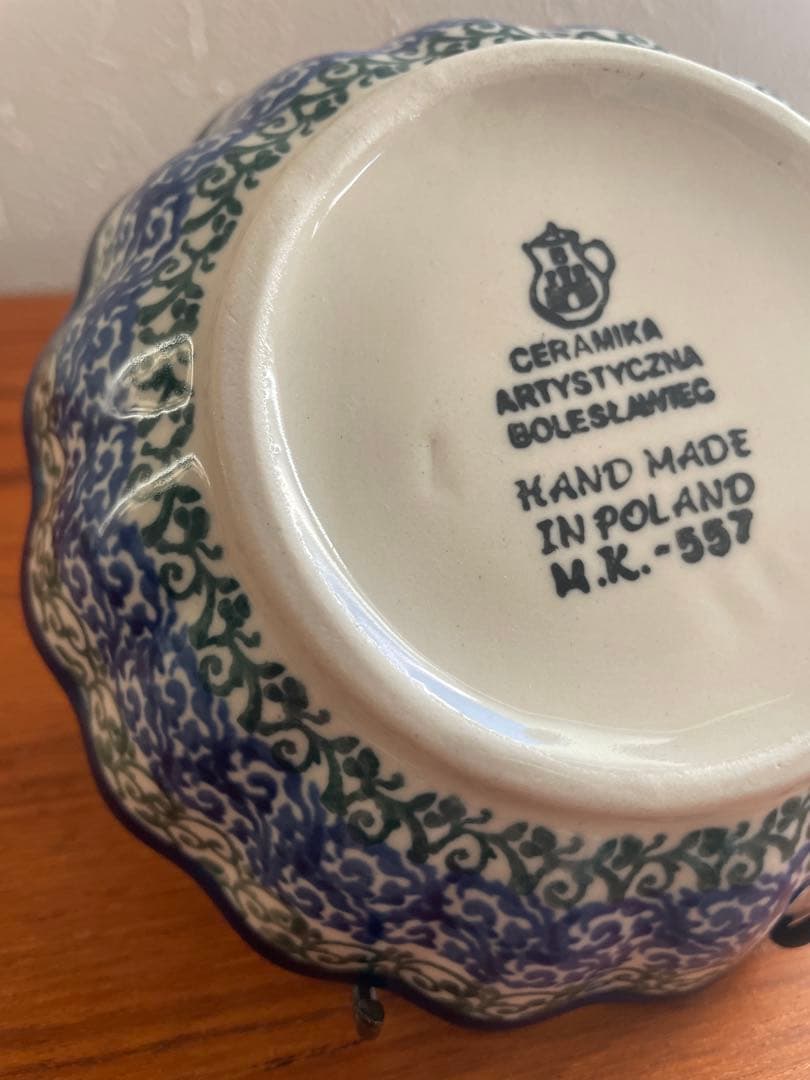 CERAMIKA
ARTYSTYCZNA
BOLESŁAWIEC
HAND MADE
IN POLAND
M.K.-557